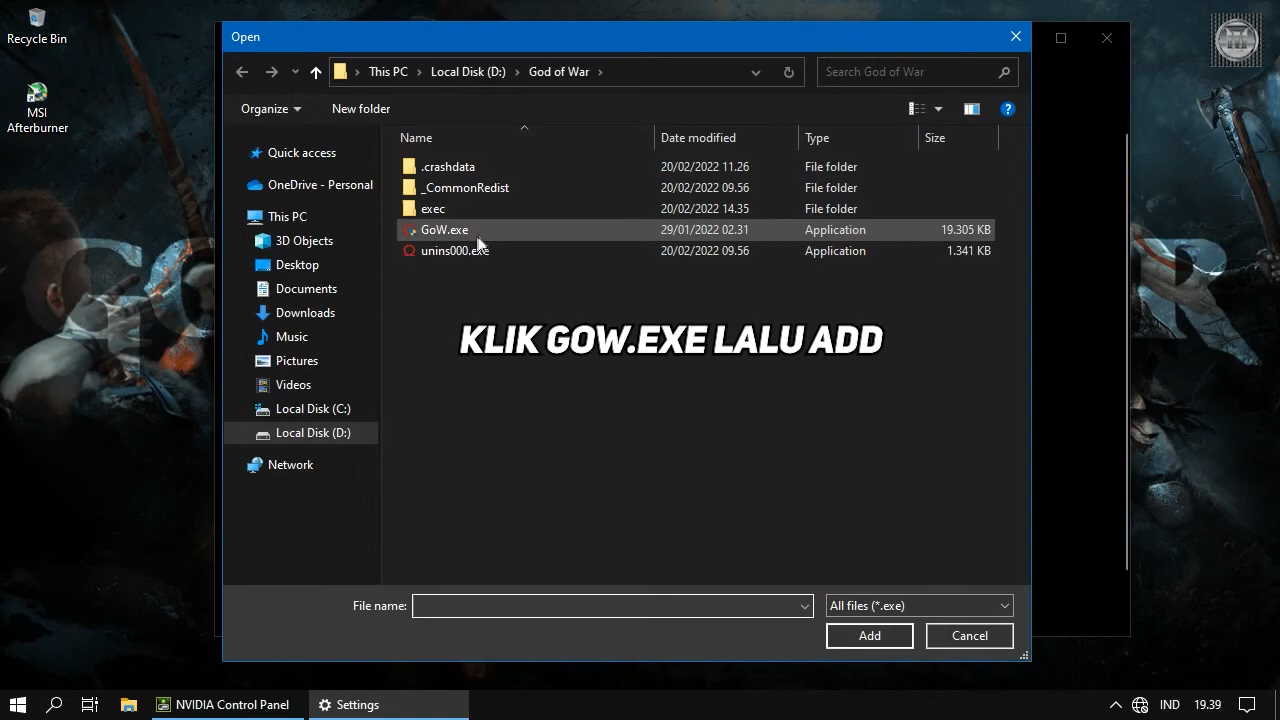 Recycle Bin
MSI
Afterburner
Open
This PC
Local Disk (D:)
God of War
Search God of War
Organize
New folder
Name
Date modified
Type
Size
Quick access
OneDrive - Personal
This PC
3D Objects
Desktop
Documents
Downloads
Music
Pictures
Videos
Local Disk (C:)
Local Disk (D:)
Network
.crashdata 20/02/2022 11.26 File folder
_CommonRedist 20/02/2022 09.56 File folder
exec 20/02/2022 14.35 File folder
GoW.exe 29/01/2022 02.31 Application 19.305 KB
unins000.exe 20/02/2022 09.56 Application 1.341 KB
KLIK GOW.EXE LALU ADD
File name:
All files (*.exe)
Add
Cancel
NVIDIA Control Panel
Settings
IND
19.39